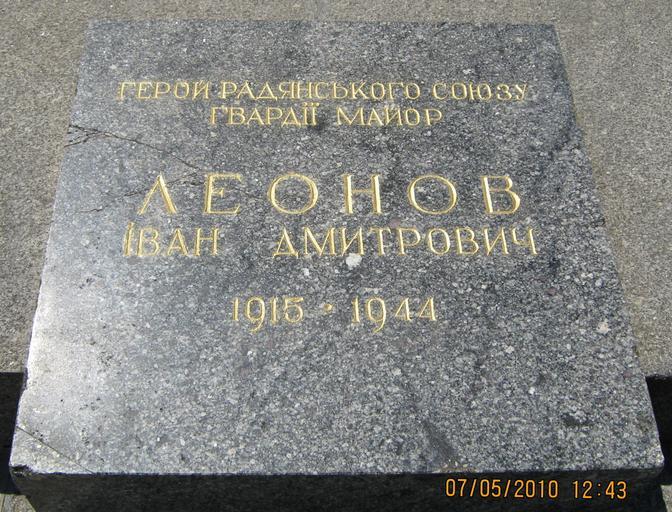 ГЕРОЙ РАДЯНСЬКОГО СОЮЗУ
ГВАРДІЇ МАЙОР
ЛЕОНОВ
ІВАН ДМИТРОВИЧ
1915 · 1944
07/05/2010 12:43